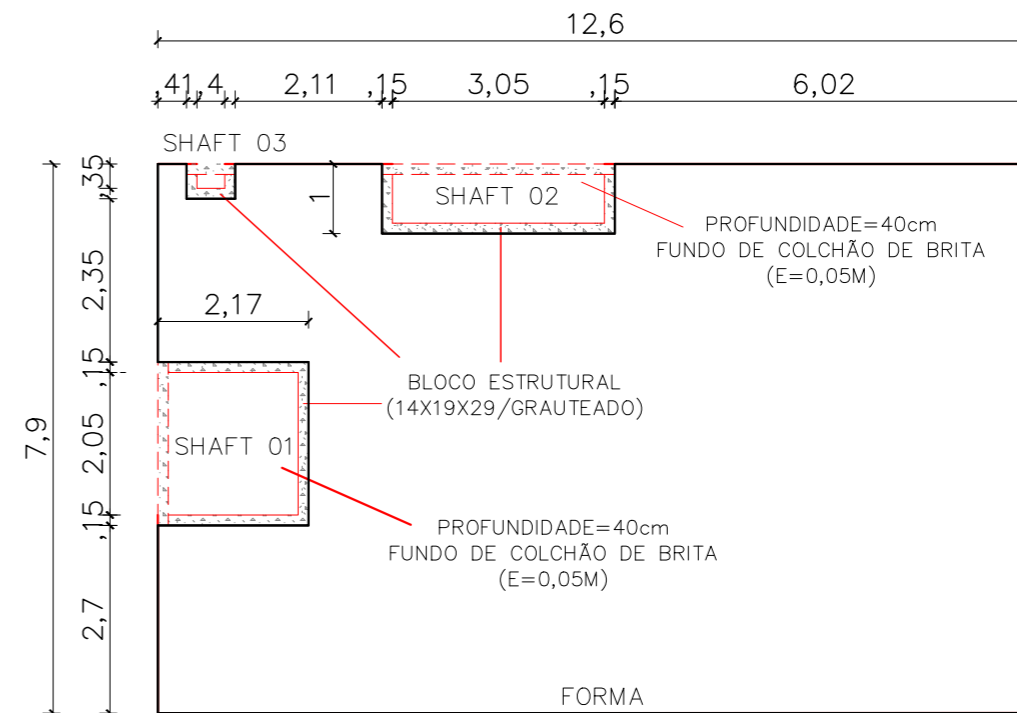 12,6
,41,4 2,11 ,15 3,05 ,15 6,02
SHAFT 03
,35
1
SHAFT 02
PROFUNDIDADE=40cm
FUNDO DE COLCHÃO DE BRITA
(E=0,05M)
2,35
2,17
,15
BLOCO ESTRUTURAL
(14X19X29/GRAUTEADO)
7,9
2,05
SHAFT 01
,15
PROFUNDIDADE=40cm
FUNDO DE COLCHÃO DE BRITA
(E=0,05M)
2,7
FORMA